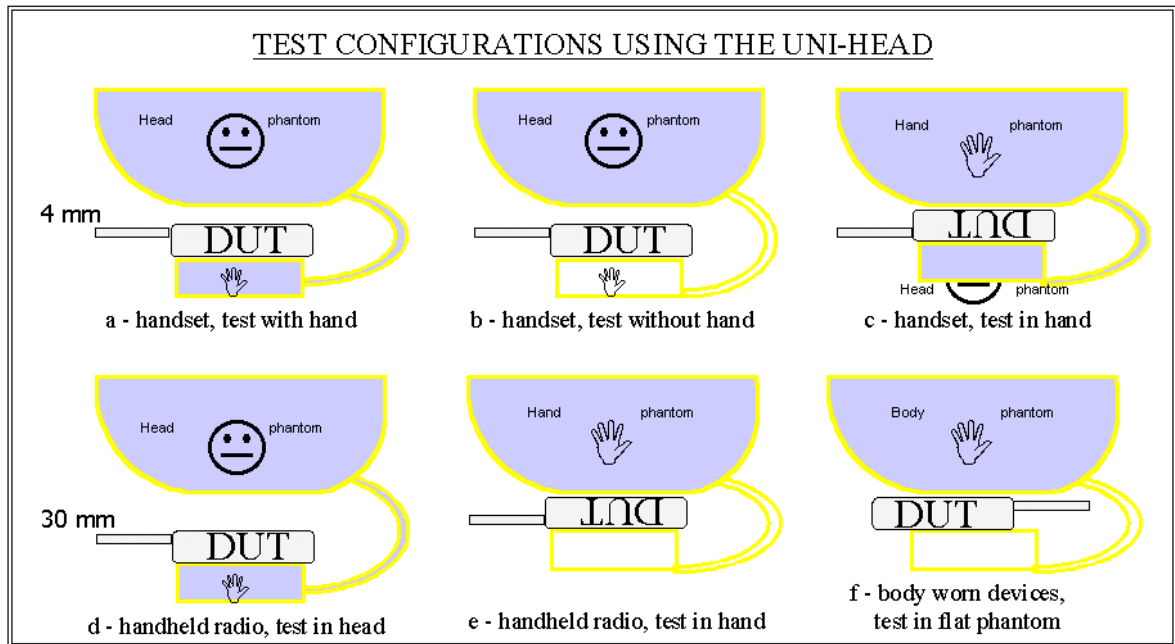 TEST CONFIGURATIONS USING THE UNI-HEAD
Head phantom
4 mm
DUT
a - handset, test with hand
Head phantom
DUT
b - handset, test without hand
Hand phantom
DUT
Head phantom
c - handset, test in hand
Head phantom
30 mm
DUT
d - handheld radio, test in head
Hand phantom
DUT
e - handheld radio, test in hand
Body phantom
DUT
f - body worn devices,
test in flat phantom